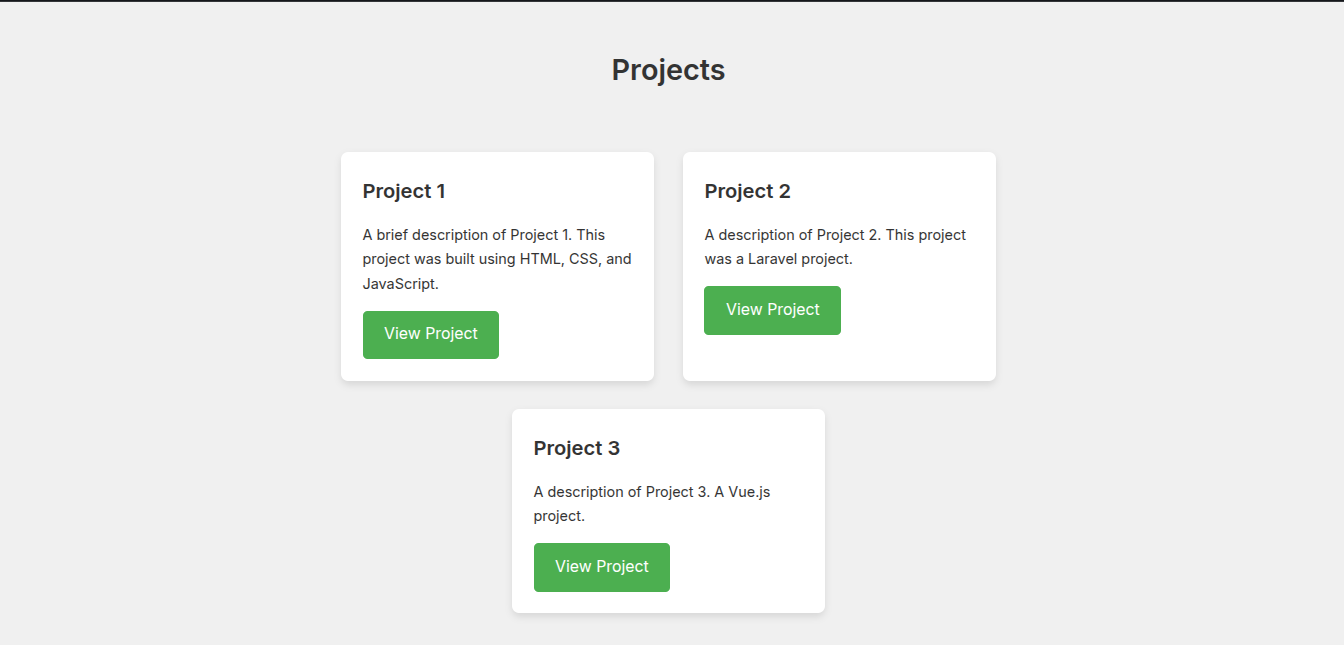 Projects
Project 1
A brief description of Project 1. This
project was built using HTML, CSS, and
JavaScript.
View Project
Project 2
A description of Project 2. This project
was a Laravel project.
View Project
Project 3
A description of Project 3. A Vue.js
project.
View Project